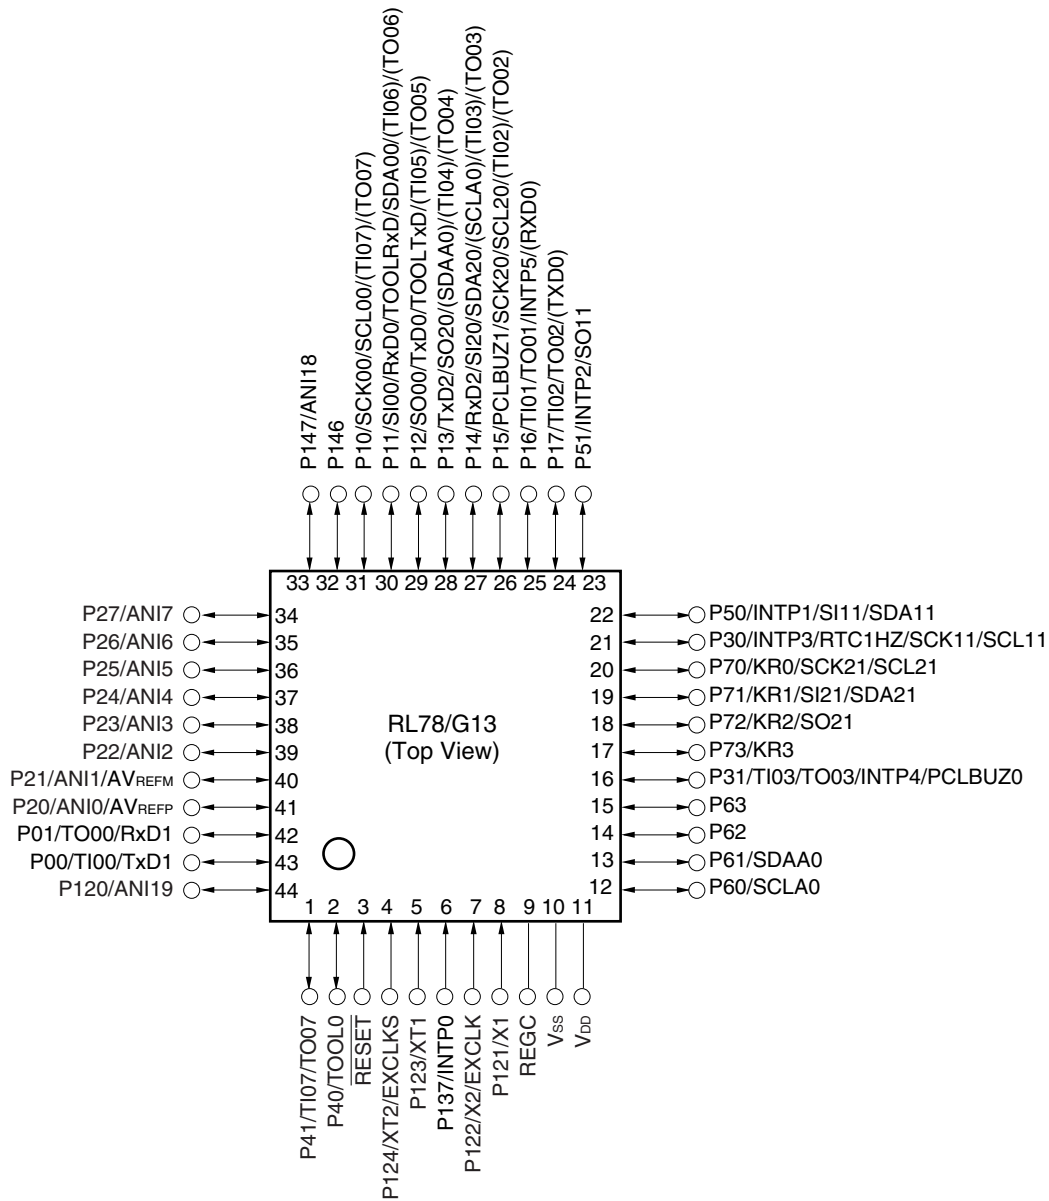 P147/ANI18
P146
P10/SCK00/SCL00/(TI07)/(TO07)
P11/SI00/RxD0/TOOLRxD/SDA00/(TI06)/(TO06)
P12/SO00/TxD0/TOOLTxD/(TI05)/(TO05)
P13/TxD2/SO20/(SDAA0)/(TI04)/(TO04)
P14/RxD2/SI20/SDA20/(SCLA0)/(TI03)/(TO03)
P15/PCLBUZ1/SCK20/SCL20/(TI02)/(TO02)
P16/TI01/TO01/INTP5/(RXD0)
P17/TI02/TO02/(TXD0)
P51/INTP2/SO11
33 32 31 30 29 28 27 26 25 24 23
P27/ANI7 34
P26/ANI6 35
P25/ANI5 36
P24/ANI4 37
P23/ANI3 38
P22/ANI2 39
P21/ANI1/AVREFM 40
P20/ANI0/AVREFP 41
P01/TO00/RxD1 42
P00/TI00/TxD1 43
P120/ANI19 44
RL78/G13
(Top View)
22 P50/INTP1/SI11/SDA11
21 P30/INTP3/RTC1HZ/SCK11/SCL11
20 P70/KR0/SCK21/SCL21
19 P71/KR1/SI21/SDA21
18 P72/KR2/SO21
17 P73/KR3
16 P31/TI03/TO03/INTP4/PCLBUZ0
15 P63
14 P62
13 P61/SDAA0
12 P60/SCLA0
1 2 3 4 5 6 7 8 9 10 11
P41/TI07/TO07
P40/TOOL0
RESET
P124/XT2/EXCLKS
P123/XT1
P137/INTP0
P122/X2/EXCLK
P121/X1
REGC
VSS
VDD